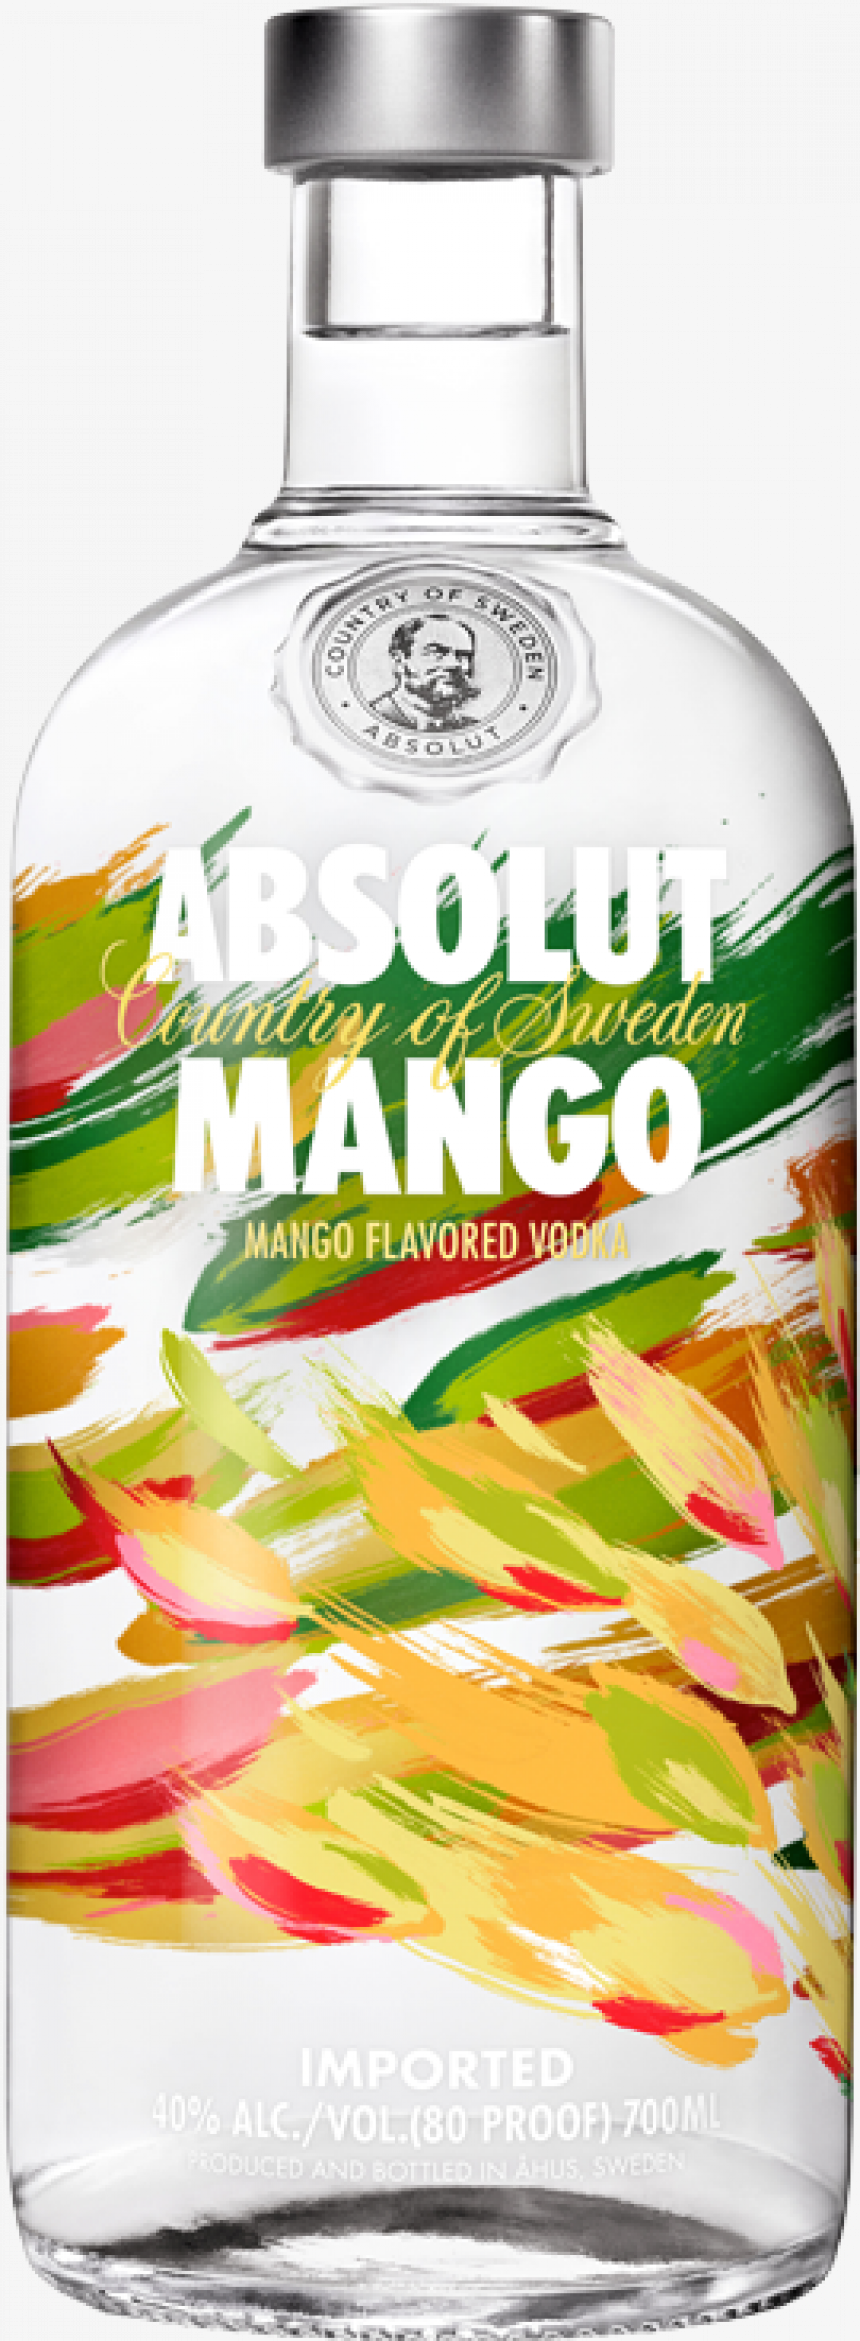 COUNTRY OF SWEDEN
ABSOLUT
ABSOLUT
Country of Sweden
MANGO
MANGO FLAVORED VODKA
IMPORTED
40% ALC./VOL.(80 PROOF) 700ML
PRODUCED AND BOTTLED IN ÅHUS, SWEDEN